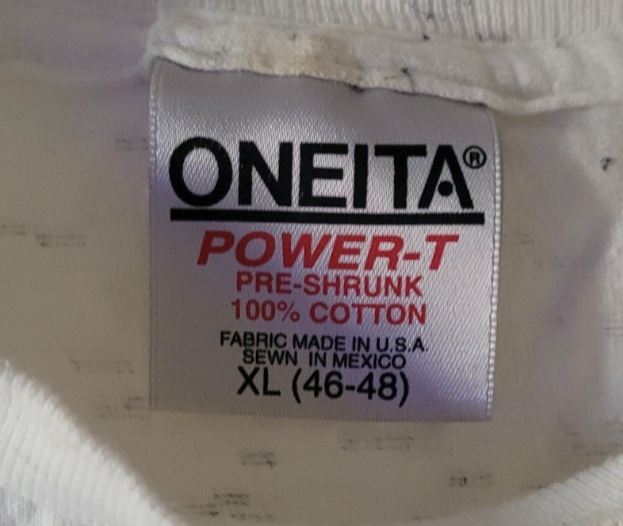 ONEITA®
POWER-T
PRE-SHRUNK
100% COTTON
FABRIC MADE IN U.S.A.
SEWN IN MEXICO
XL (46-48)